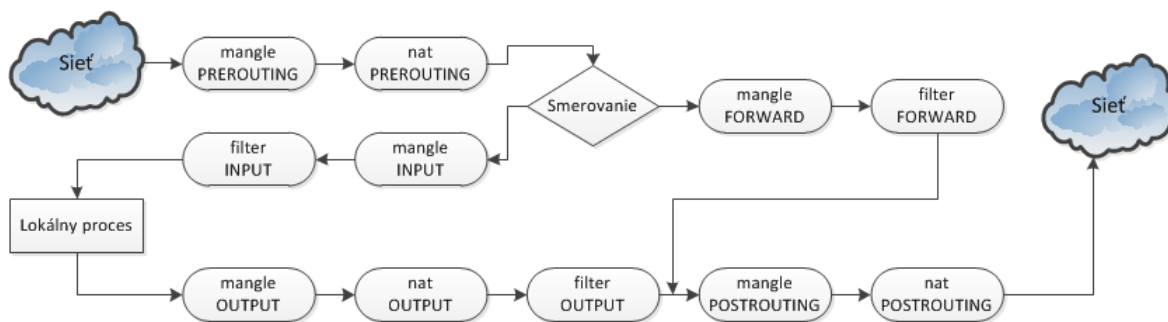 Sieť
mangle
PREROUTING
nat
PREROUTING
Smerovanie
mangle
FORWARD
filter
FORWARD
Sieť
filter
INPUT
mangle
INPUT
Lokálny proces
mangle
OUTPUT
nat
OUTPUT
filter
OUTPUT
mangle
POSTROUTING
nat
POSTROUTING